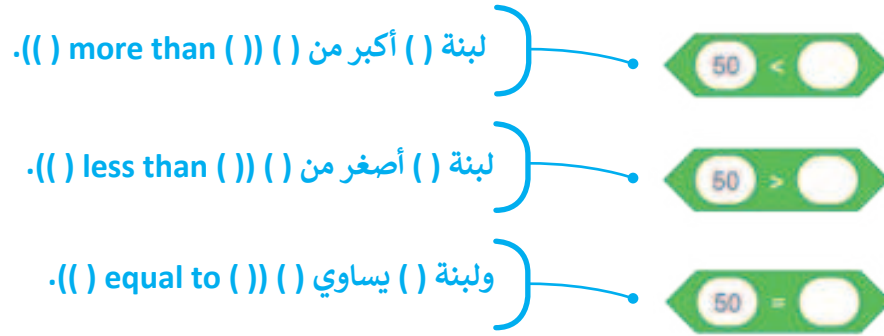 لبنة ( ) أكبر من ( ) (( ) more than ( )).
50 <
لبنة ( ) أصغر من ( ) (( ) less than ( )).
50 >
ولبنة ( ) يساوي ( ) (( ) equal to ( )).
50 =